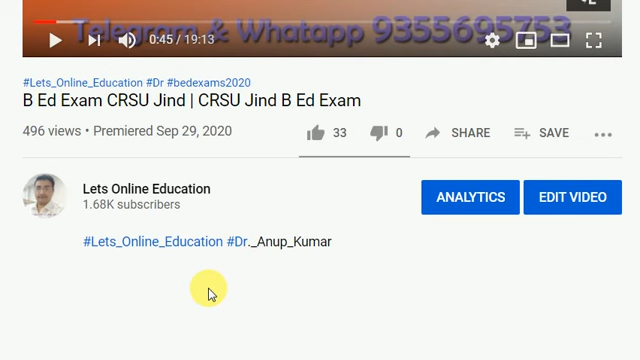 Telegram & Whatapp 9355695753
0:45 / 19:13
#Lets_Online_Education #Dr #bedexams2020
B Ed Exam CRSU Jind | CRSU Jind B Ed Exam
496 views • Premiered Sep 29, 2020
33
0
SHARE
SAVE
Lets Online Education
1.68K subscribers
ANALYTICS
EDIT VIDEO
#Lets_Online_Education #Dr._Anup_Kumar